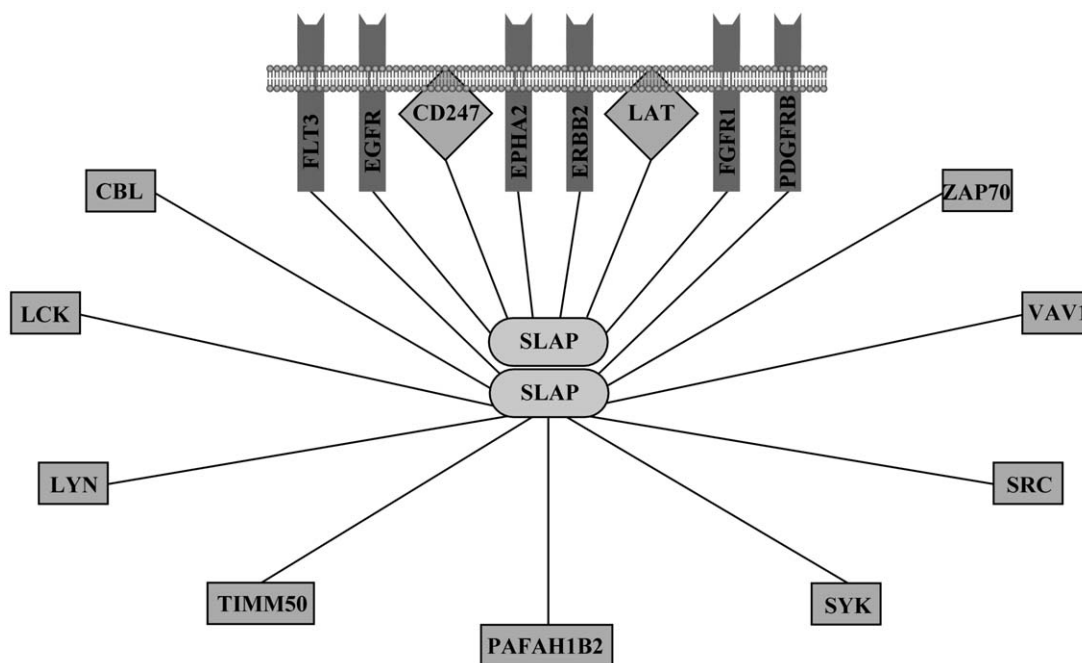 FLT3
EGFR
CD247
EPHA2
ERBB2
LAT
FGFR1
PDGFRB
CBL
ZAP70
LCK
VAV1
SLAP
SLAP
LYN
SRC
TIMM50
SYK
PAFAH1B2